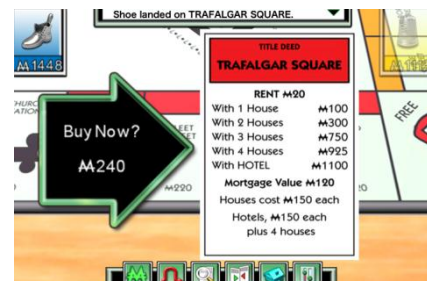 Shoe landed on TRAFALGAR SQUARE.
₩1448
TITLE DEED
TRAFALGAR SQUARE
RENT ₩20
With 1 House ₩100
With 2 Houses ₩300
With 3 Houses ₩750
With 4 Houses ₩925
With HOTEL ₩1100
Mortgage Value ₩120
Houses cost ₩150 each
Hotels, ₩150 each
plus 4 houses
Buy Now?
₩240
₩220
FREE